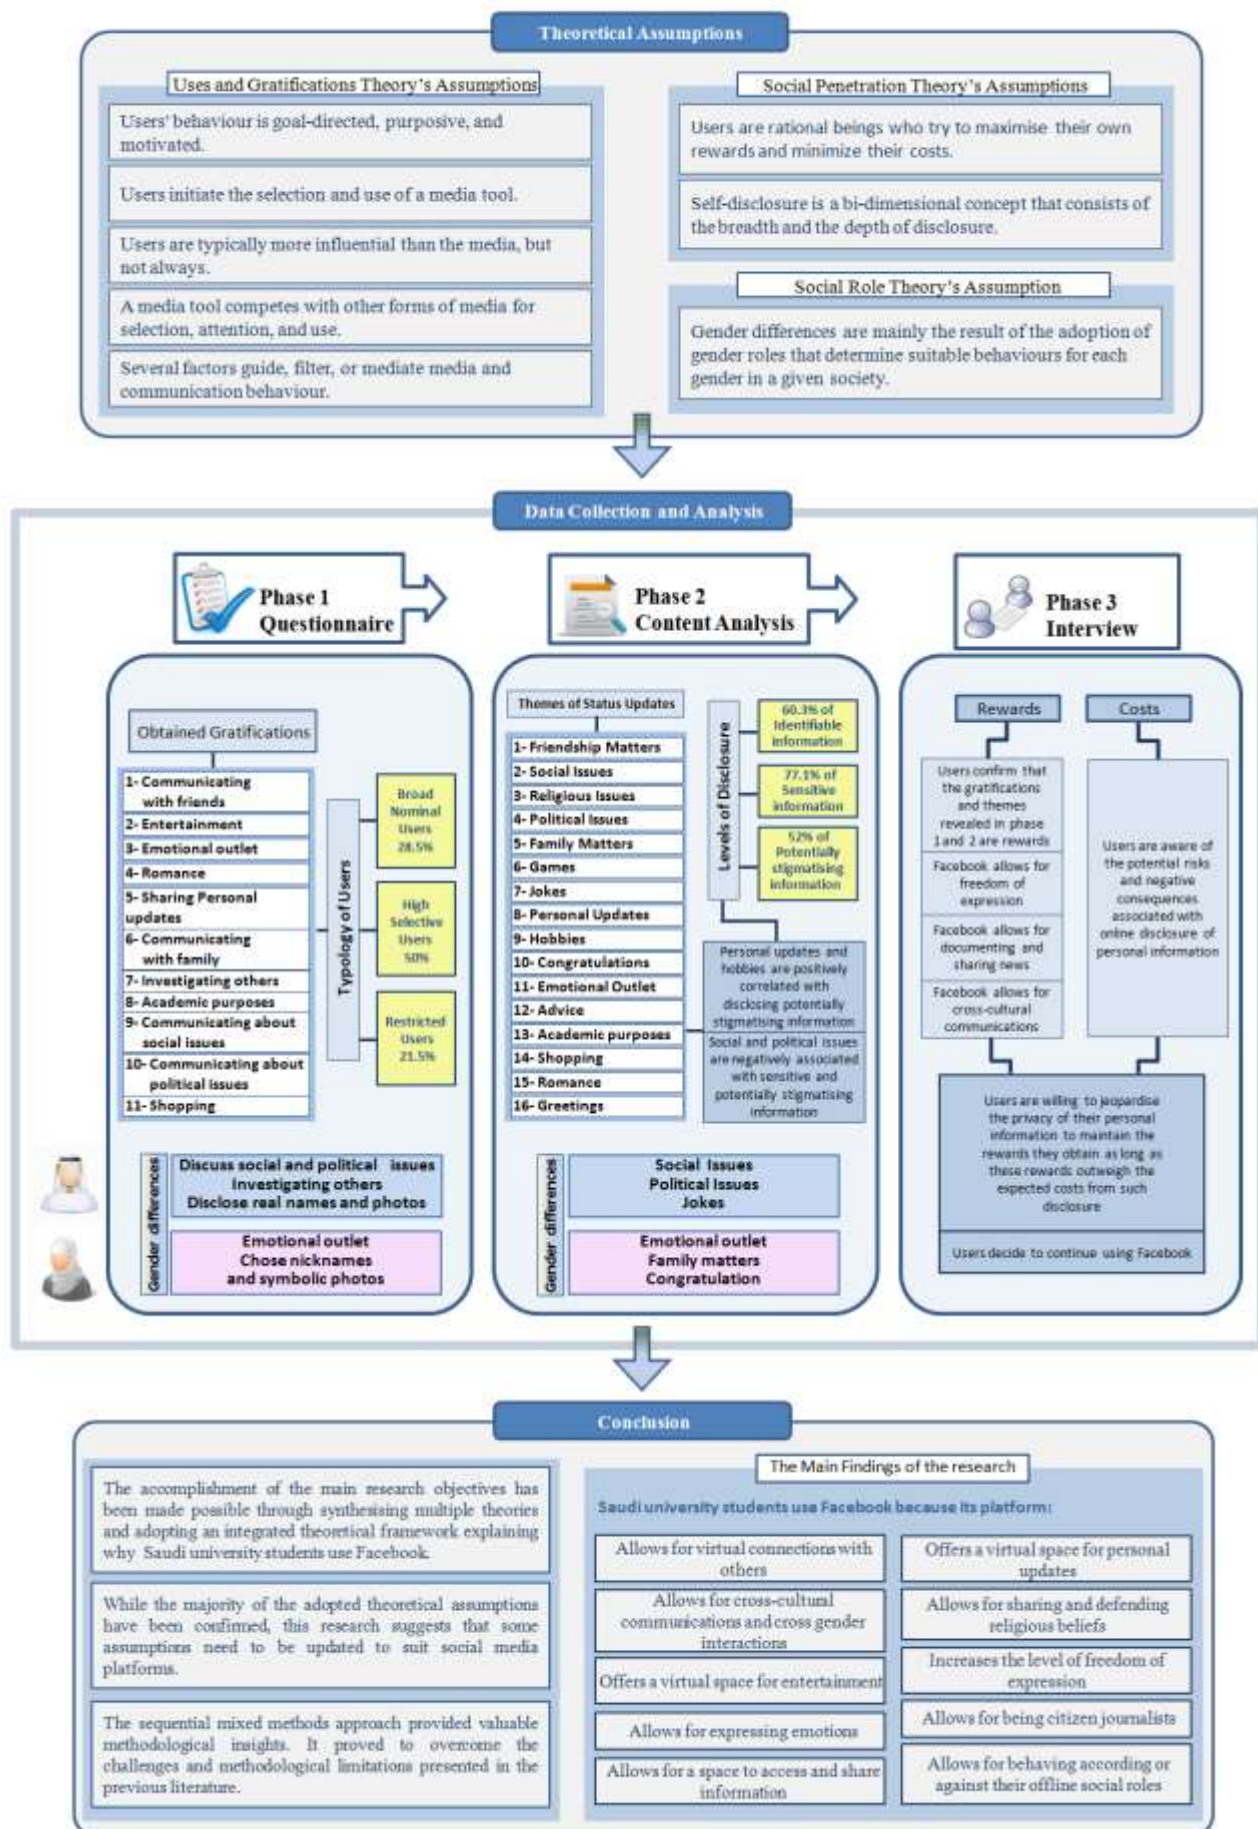 Theoretical Assumptions
Uses and Gratifications Theory's Assumptions
Users' behaviour is goal-directed, purposive, and
motivated.
Users initiate the selection and use of a media tool.
Users are typically more influential than the media, but
not always.
A media tool competes with other forms of media for
selection, attention, and use.
Several factors guide, filter, or mediate media and
communication behaviour.
Social Penetration Theory's Assumptions
Users are rational beings who try to maximise their own
rewards and minimize their costs.
Self-disclosure is a bi-dimensional concept that consists of
the breadth and the depth of disclosure.
Social Role Theory's Assumption
Gender differences are mainly the result of the adoption of
gender roles that determine suitable behaviours for each
gender in a given society.
Data Collection and Analysis
Phase 1
Questionnaire
Obtained Gratifications
1- Communicating
with friends
2- Entertainment
3- Emotional outlet
4- Romance
5- Sharing Personal
updates
6- Communicating
with family
7- Investigating others
8- Academic purposes
9- Communicating about
social issues
10- Communicating about
political issues
11- Shopping
Typology of Users
Broad
Nominal
Users
28.5%
High
Selective
Users
50%
Restricted
Users
21.5%
Gender differences
Discuss social and political issues
Investigating others
Disclose real names and photos
Emotional outlet
Chose nicknames
and symbolic photos
Phase 2
Content Analysis
Themes of Status Updates
1- Friendship Matters
2- Social Issues
3- Religious Issues
4- Political Issues
5- Family Matters
6- Games
7- Jokes
8- Personal Updates
9- Hobbies
10- Congratulations
11- Emotional Outlet
12- Advice
13- Academic purposes
14- Shopping
15- Romance
16- Greetings
Levels of Disclosure
60.3% of
Identifiable
information
77.1% of
Sensitive
information
52% of
Potentially
stigmatising
information
Personal updates and
hobbies are positively
correlated with
disclosing potentially
stigmatising information
Social and political issues
are negatively associated
with sensitive and
potentially stigmatising
information
Gender differences
Social Issues
Political Issues
Jokes
Emotional outlet
Family matters
Congratulation
Phase 3
Interview
Rewards
Users confirm that
the gratifications
and themes
revealed in phase
1 and 2 are rewards
Facebook allows for
freedom of
expression
Facebook allows for
documenting and
sharing news
Facebook allows for
cross-cultural
communications
Costs
Users are aware of
the potential risks
and negative
consequences
associated with
online disclosure of
personal information
Users are willing to jeopardise
the privacy of their personal
information to maintain the
rewards they obtain as long as
these rewards outweigh the
expected costs from such
disclosure
Users decide to continue using Facebook
Conclusion
The accomplishment of the main research objectives has
been made possible through synthesising multiple theories
and adopting an integrated theoretical framework explaining
why Saudi university students use Facebook.
While the majority of the adopted theoretical assumptions
have been confirmed, this research suggests that some
assumptions need to be updated to suit social media
platforms.
The sequential mixed methods approach provided valuable
methodological insights. It proved to overcome the
challenges and methodological limitations presented in the
previous literature.
The Main Findings of the research
Saudi university students use Facebook because its platform:
Allows for virtual connections with
others
Allows for cross-cultural
communications and cross gender
interactions
Offers a virtual space for entertainment
Allows for expressing emotions
Allows for a space to access and share
information
Offers a virtual space for personal
updates
Allows for sharing and defending
religious beliefs
Increases the level of freedom of
expression
Allows for being citizen journalists
Allows for behaving according or
against their offline social roles